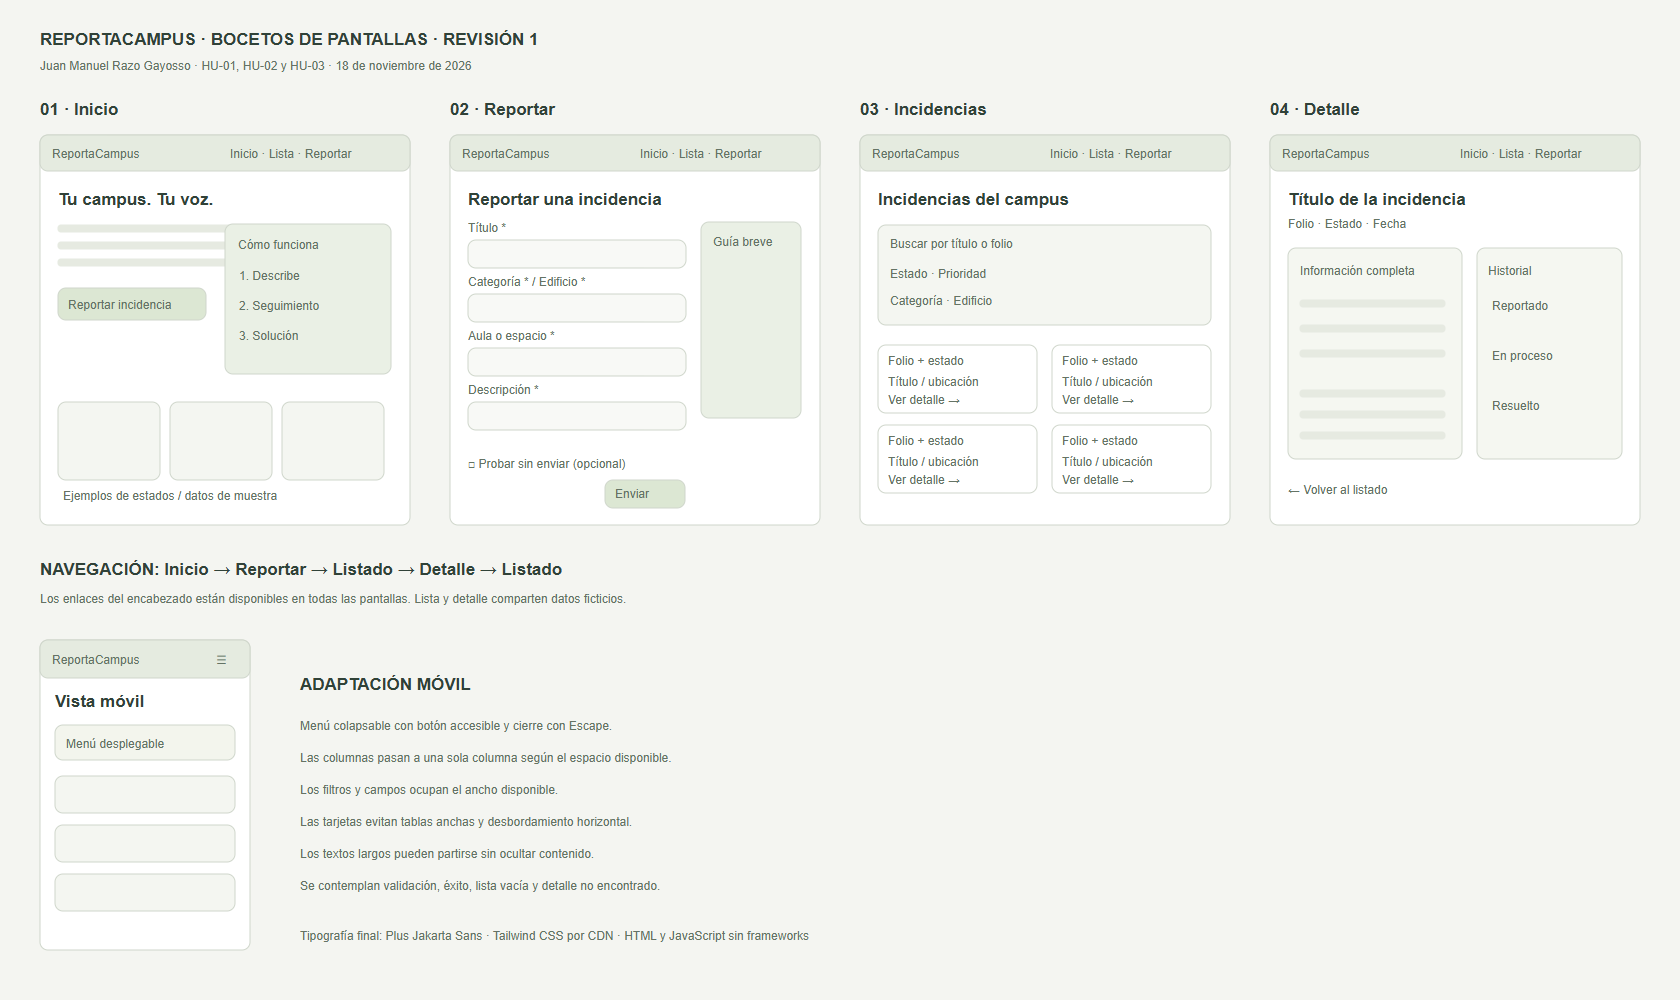 REPORTACAMPUS · BOCETOS DE PANTALLAS · REVISIÓN 1
Juan Manuel Razo Gayosso · HU-01, HU-02 y HU-03 · 18 de noviembre de 2026
01 · Inicio
ReportaCampus
Inicio · Lista · Reportar
Tu campus. Tu voz.
Cómo funciona
1. Describe
2. Seguimiento
3. Solución
Reportar incidencia
Ejemplos de estados / datos de muestra
02 · Reportar
ReportaCampus
Inicio · Lista · Reportar
Reportar una incidencia
Título *
Categoría * / Edificio *
Aula o espacio *
Descripción *
Guía breve
□ Probar sin enviar (opcional)
Enviar
03 · Incidencias
ReportaCampus
Inicio · Lista · Reportar
Incidencias del campus
Buscar por título o folio
Estado · Prioridad
Categoría · Edificio
Folio + estado
Título / ubicación
Ver detalle →
Folio + estado
Título / ubicación
Ver detalle →
Folio + estado
Título / ubicación
Ver detalle →
Folio + estado
Título / ubicación
Ver detalle →
04 · Detalle
ReportaCampus
Inicio · Lista · Reportar
Título de la incidencia
Folio · Estado · Fecha
Información completa
Historial
Reportado
En proceso
Resuelto
← Volver al listado
NAVEGACIÓN: Inicio → Reportar → Listado → Detalle → Listado
Los enlaces del encabezado están disponibles en todas las pantallas. Lista y detalle comparten datos ficticios.
ReportaCampus
☰
Vista móvil
Menú desplegable
ADAPTACIÓN MÓVIL
Menú colapsable con botón accesible y cierre con Escape.
Las columnas pasan a una sola columna según el espacio disponible.
Los filtros y campos ocupan el ancho disponible.
Las tarjetas evitan tablas anchas y desbordamiento horizontal.
Los textos largos pueden partirse sin ocultar contenido.
Se contemplan validación, éxito, lista vacía y detalle no encontrado.
Tipografía final: Plus Jakarta Sans · Tailwind CSS por CDN · HTML y JavaScript sin frameworks